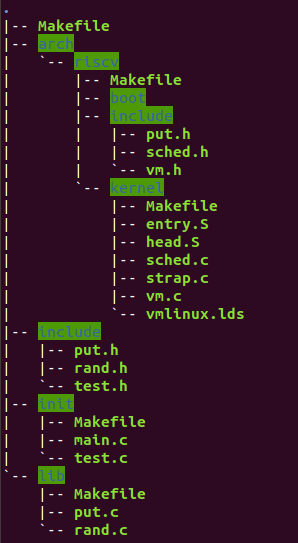 .
|-- Makefile
|-- arch
|   `-- riscv
|       |-- Makefile
|       |-- boot
|       |-- include
|       |   |-- put.h
|       |   |-- sched.h
|       |   `-- vm.h
|       `-- kernel
|           |-- Makefile
|           |-- entry.S
|           |-- head.S
|           |-- sched.c
|           |-- strap.c
|           |-- vm.c
|           `-- vmlinux.lds
|-- include
|   |-- put.h
|   |-- rand.h
|   `-- test.h
|-- init
|   |-- Makefile
|   |-- main.c
|   `-- test.c
`-- lib
    |-- Makefile
    |-- put.c
    `-- rand.c